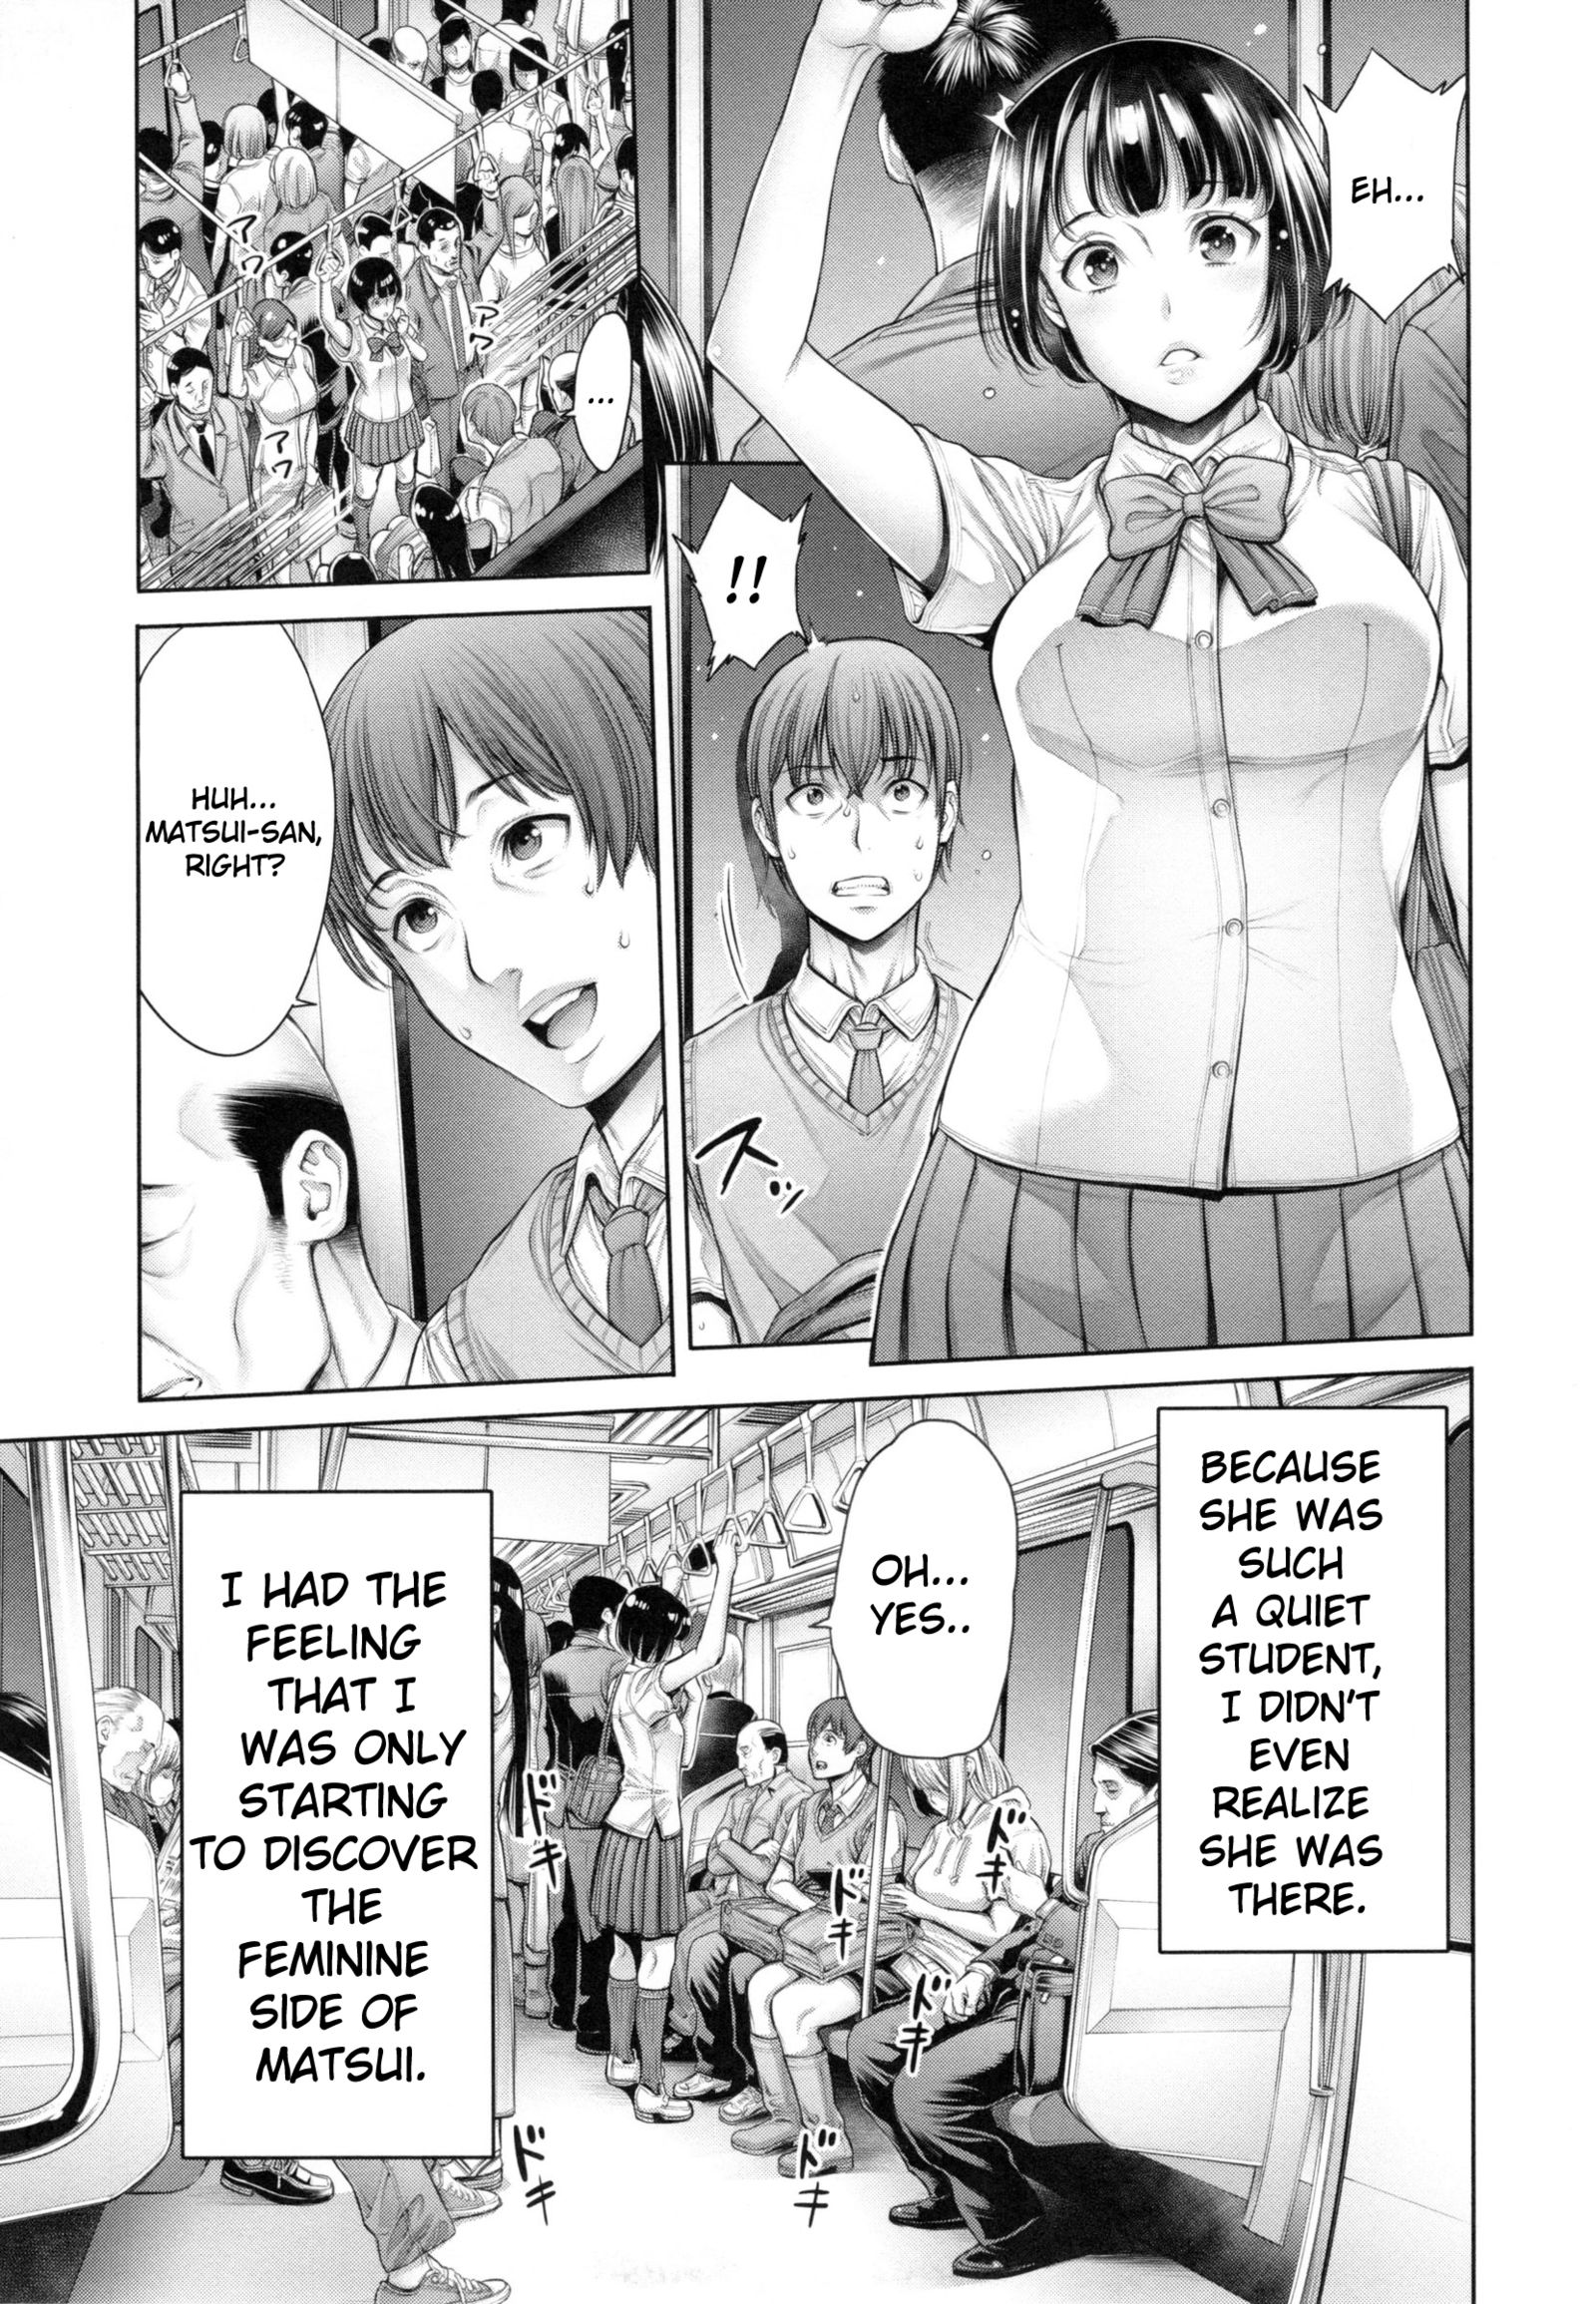 EH...
アワ
アワ
アワ
...
!!
スッ
HUH...
MATSUI-SAN,
RIGHT?
BECAUSE
SHE WAS
SUCH
A QUIET
STUDENT,
I DIDN'T
EVEN
REALIZE
SHE WAS
THERE.
OH...
YES..
I HAD THE
FEELING
THAT I
WAS ONLY
STARTING
TO DISCOVER
THE
FEMININE
SIDE OF
MATSUI.
ドキ
ドキ
ドキ
ドキ
ドキ
ドキ